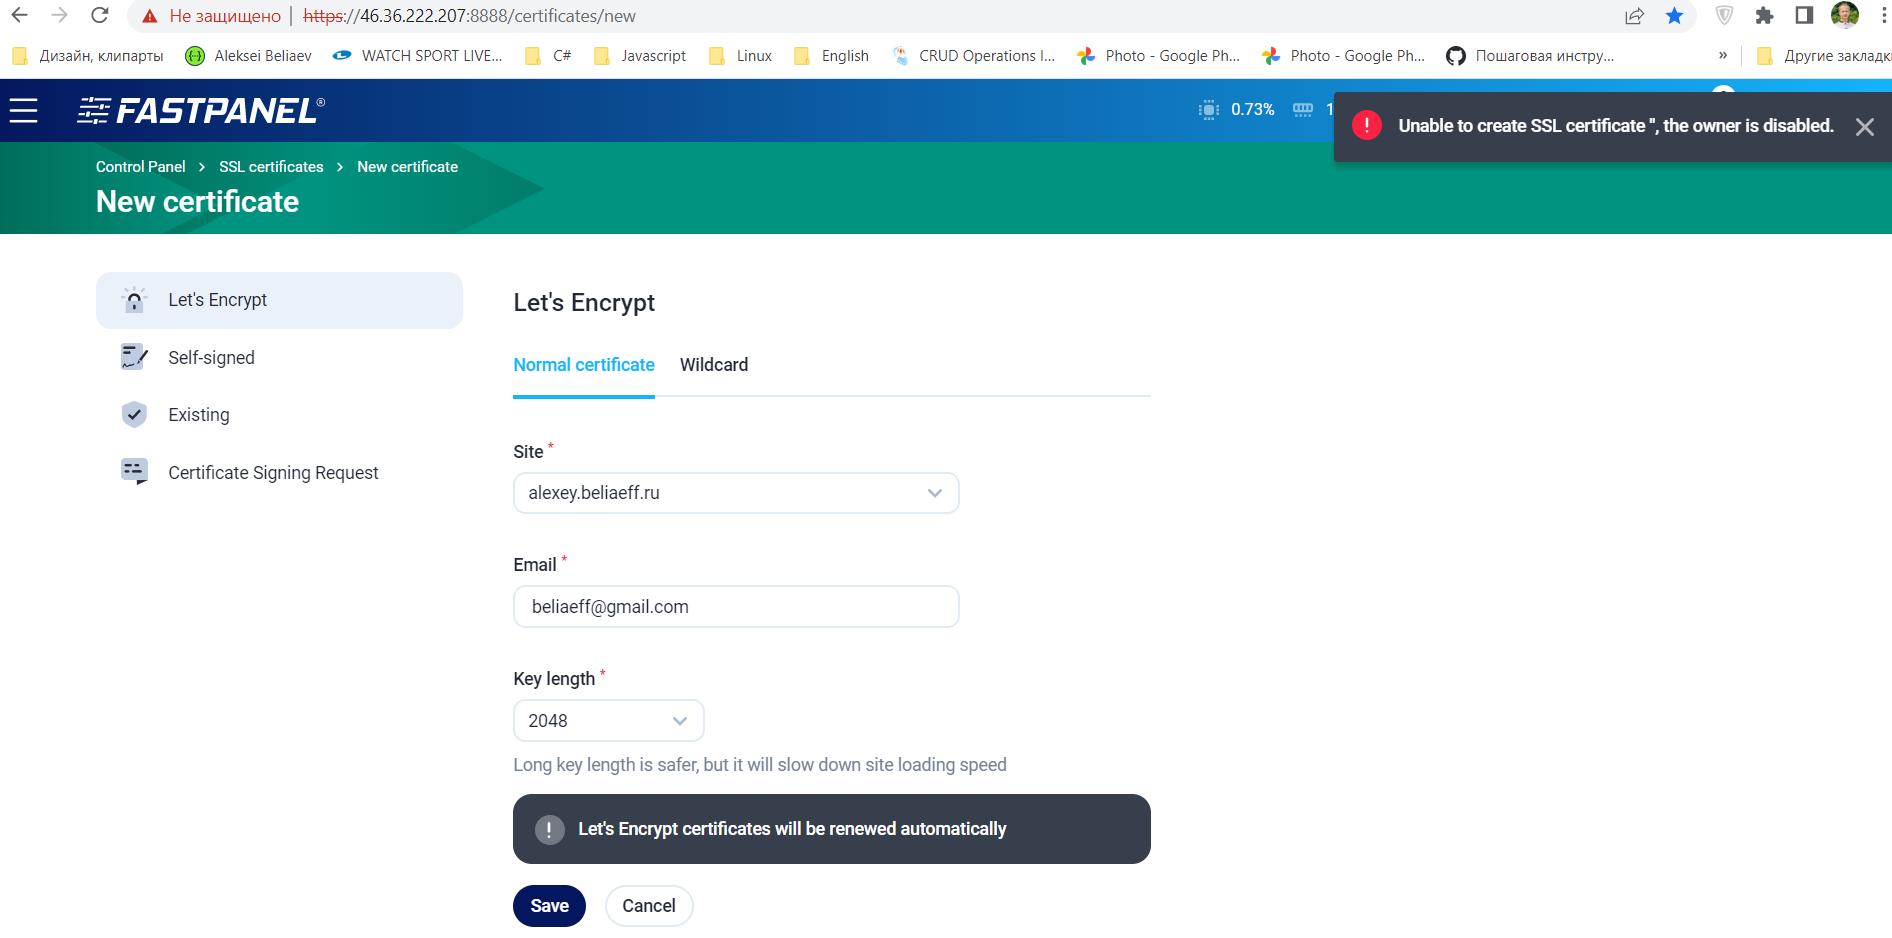 Не защищено | https://46.36.222.207:8888/certificates/new
Дизайн, клипарты Aleksei Beliaev WATCH SPORT LIVE... C# Javascript Linux English CRUD Operations I... Photo - Google Ph... Photo - Google Ph... Пошаговая инстру... » Другие закладки
FASTPANEL® 0.73% 1
Unable to create SSL certificate '', the owner is disabled.
Control Panel > SSL certificates > New certificate
New certificate
Let's Encrypt
Self-signed
Existing
Certificate Signing Request
Let's Encrypt
Normal certificate Wildcard
Site *
alexey.beliaeff.ru
Email *
beliaeff@gmail.com
Key length *
2048
Long key length is safer, but it will slow down site loading speed
Let's Encrypt certificates will be renewed automatically
Save Cancel